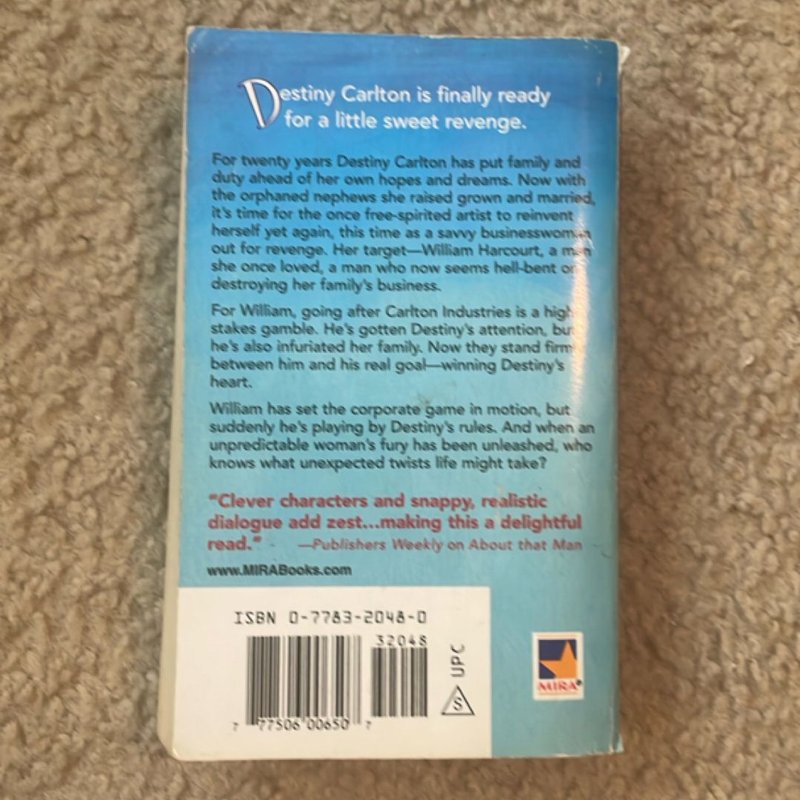 Destiny Carlton is finally ready
for a little sweet revenge.
For twenty years Destiny Carlton has put family and
duty ahead of her own hopes and dreams. Now with
the orphaned nephews she raised grown and married,
it's time for the once free-spirited artist to reinvent
herself yet again, this time as a savvy businesswoman
out for revenge. Her target—William Harcourt, a man
she once loved, a man who now seems hell-bent on
destroying her family's business.
For William, going after Carlton Industries is a high-
stakes gamble. He's gotten Destiny's attention, but
he's also infuriated her family. Now they stand firmly
between him and his real goal—winning Destiny's
heart.
William has set the corporate game in motion, but
suddenly he's playing by Destiny's rules. And when an
unpredictable woman's fury has been unleashed, who
knows what unexpected twists life might take?
"Clever characters and snappy, realistic
dialogue add zest...making this a delightful
read." —Publishers Weekly on About that Man
www.MIRABooks.com
ISBN 0-7783-2048-0
32048
UPC
S
7 77506 00650 7
MIRA®